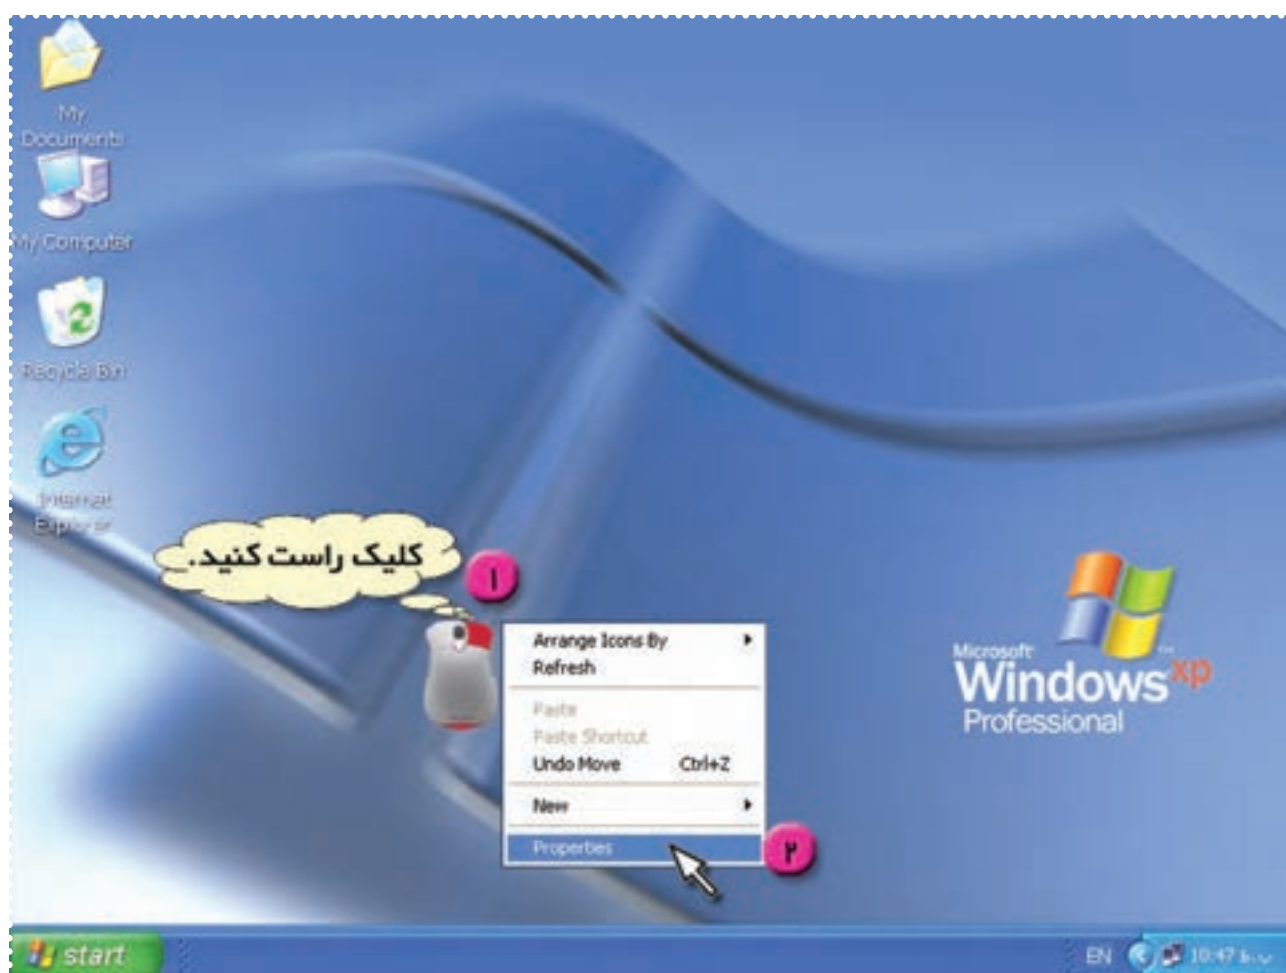 My
Documents
My Computer
Recycle Bin
Internet
Explorer
کلیک راست کنید.
۱
Arrange Icons By
Refresh
Paste
Paste Shortcut
Undo Move Ctrl+Z
New
Properties
۲
Microsoft
Windows xp
Professional
start
EN
10:47 ق.ظ